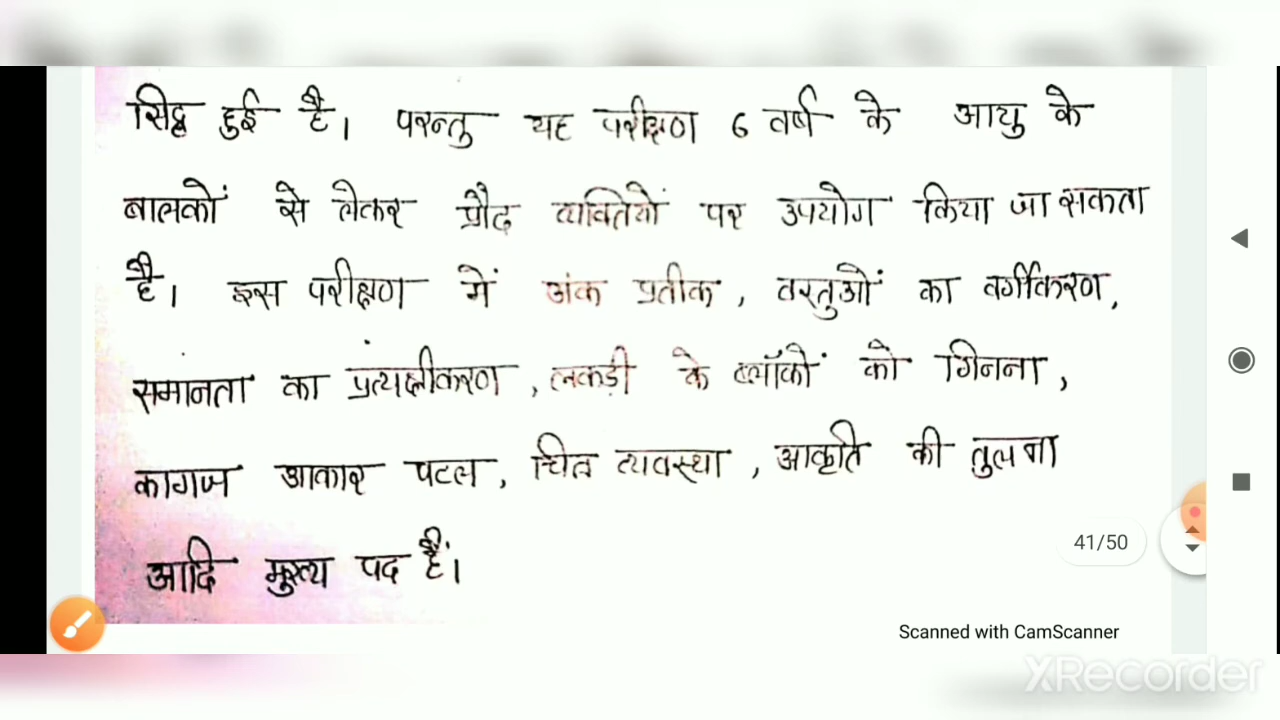 सिद्ध हुई है। परन्तु यह परीक्षण 6 वर्ष के आयु के
बालकों से लेकर प्रौढ व्यक्तियों पर उपयोग किया जा सकता
है। इस परीक्षण में अंक प्रतीक, वस्तुओं का वर्गीकरण,
समानता का प्रत्यक्षीकरण, लकड़ी के ब्लॉकों को गिनना,
कागज आकार पटल, चित्र व्यवस्था, आकृति की तुलना
आदि मुख्य पद हैं।
41/50
Scanned with CamScanner
XRecorder